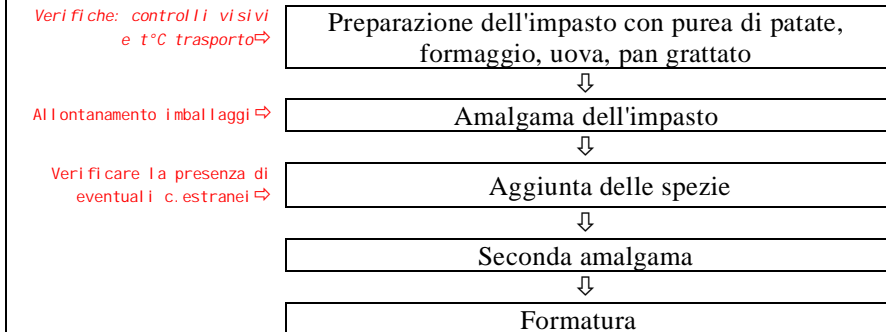 Verifiche: controlli visivi
e t°C trasporto⇨
Preparazione dell'impasto con purea di patate,
formaggio, uova, pan grattato
⇩
Allontanamento imballaggi⇨
Amalgama dell'impasto
⇩
Verificare la presenza di
eventuali c.estranei⇨
Aggiunta delle spezie
⇩
Seconda amalgama
⇩
Formatura